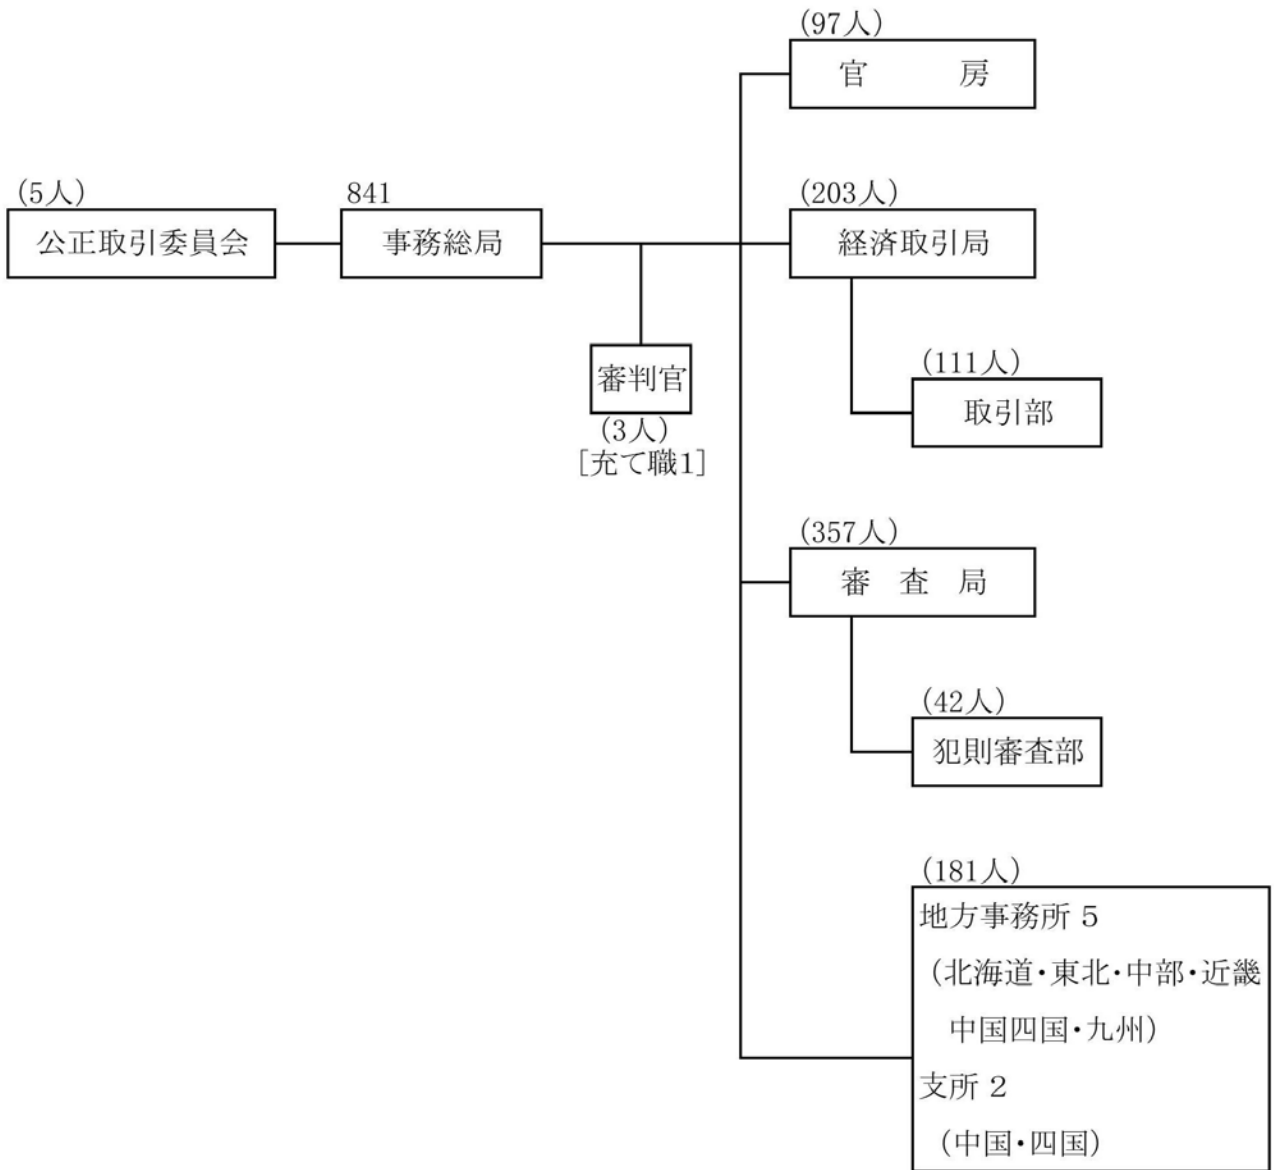 (97人)
官　　　房
(5人)
公正取引委員会
841
事務総局
(203人)
経済取引局
審判官
(3人)
[充て職1]
(111人)
取引部
(357人)
審　査　局
(42人)
犯則審査部
(181人)
地方事務所 5
(北海道・東北・中部・近畿
中国四国・九州)
支所 2
(中国・四国)